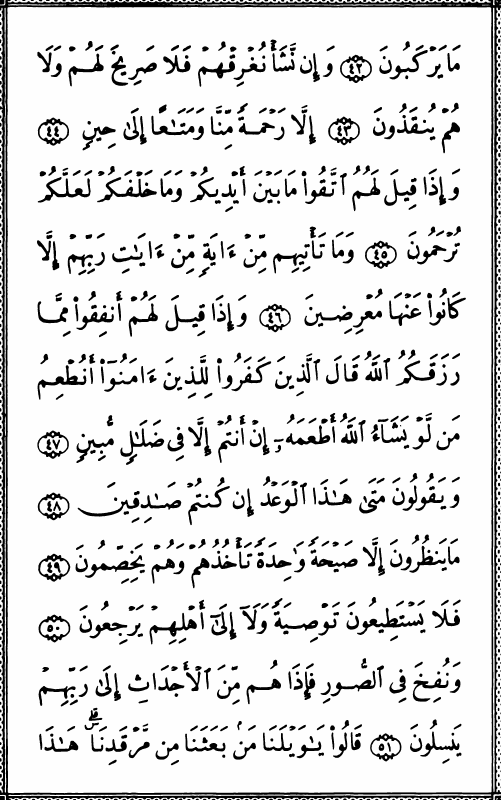 مَا يَرْكَبُونَ ﴿٤٢﴾ وَإِن نَّشَأْ نُغْرِقْهُمْ فَلَا صَرِيخَ لَهُمْ وَلَا
هُمْ يُنقَذُونَ ﴿٤٣﴾ إِلَّا رَحْمَةً مِّنَّا وَمَتَـٰعًا إِلَىٰ حِينٍ ﴿٤٤﴾
وَإِذَا قِيلَ لَهُمُ ٱتَّقُوا۟ مَا بَيْنَ أَيْدِيكُمْ وَمَا خَلْفَكُمْ لَعَلَّكُمْ
تُرْحَمُونَ ﴿٤٥﴾ وَمَا تَأْتِيهِم مِّنْ ءَايَةٍ مِّنْ ءَايَـٰتِ رَبِّهِمْ إِلَّا
كَانُوا۟ عَنْهَا مُعْرِضِينَ ﴿٤٦﴾ وَإِذَا قِيلَ لَهُمْ أَنفِقُوا۟ مِمَّا
رَزَقَكُمُ ٱللَّهُ قَالَ ٱلَّذِينَ كَفَرُوا۟ لِلَّذِينَ ءَامَنُوٓا۟ أَنُطْعِمُ
مَن لَّوْ يَشَآءُ ٱللَّهُ أَطْعَمَهُۥٓ إِنْ أَنتُمْ إِلَّا فِى ضَلَـٰلٍ مُّبِينٍ ﴿٤٧﴾
وَيَقُولُونَ مَتَىٰ هَـٰذَا ٱلْوَعْدُ إِن كُنتُمْ صَـٰدِقِينَ ﴿٤٨﴾
مَا يَنظُرُونَ إِلَّا صَيْحَةً وَٰحِدَةً تَأْخُذُهُمْ وَهُمْ يَخِصِّمُونَ ﴿٤٩﴾
فَلَا يَسْتَطِيعُونَ تَوْصِيَةً وَلَآ إِلَىٰٓ أَهْلِهِمْ يَرْجِعُونَ ﴿٥٠﴾
وَنُفِخَ فِى ٱلصُّورِ فَإِذَا هُم مِّنَ ٱلْأَجْدَاثِ إِلَىٰ رَبِّهِمْ
يَنسِلُونَ ﴿٥١﴾ قَالُوا۟ يَـٰوَيْلَنَا مَنۢ بَعَثَنَا مِن مَّرْقَدِنَا ۜ ۗ هَـٰذَا